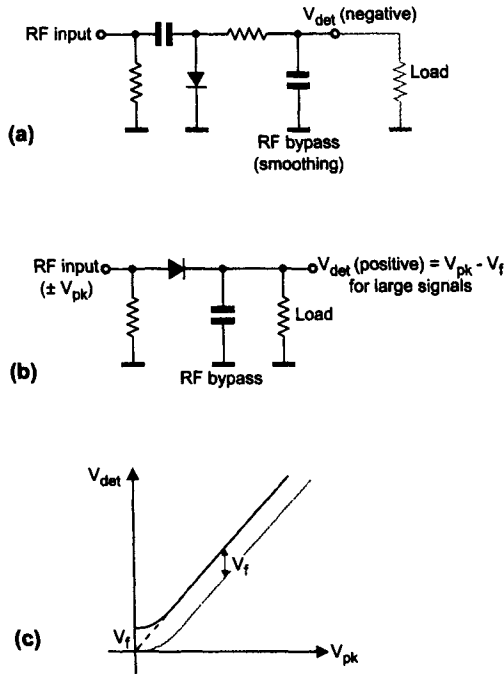 V_det (negative)
RF input
Load
RF bypass
(smoothing)
(a)
RF input
(± V_pk)
V_det (positive) = V_pk - V_f
for large signals
Load
RF bypass
(b)
V_det
V_f
V_f
V_pk
(c)